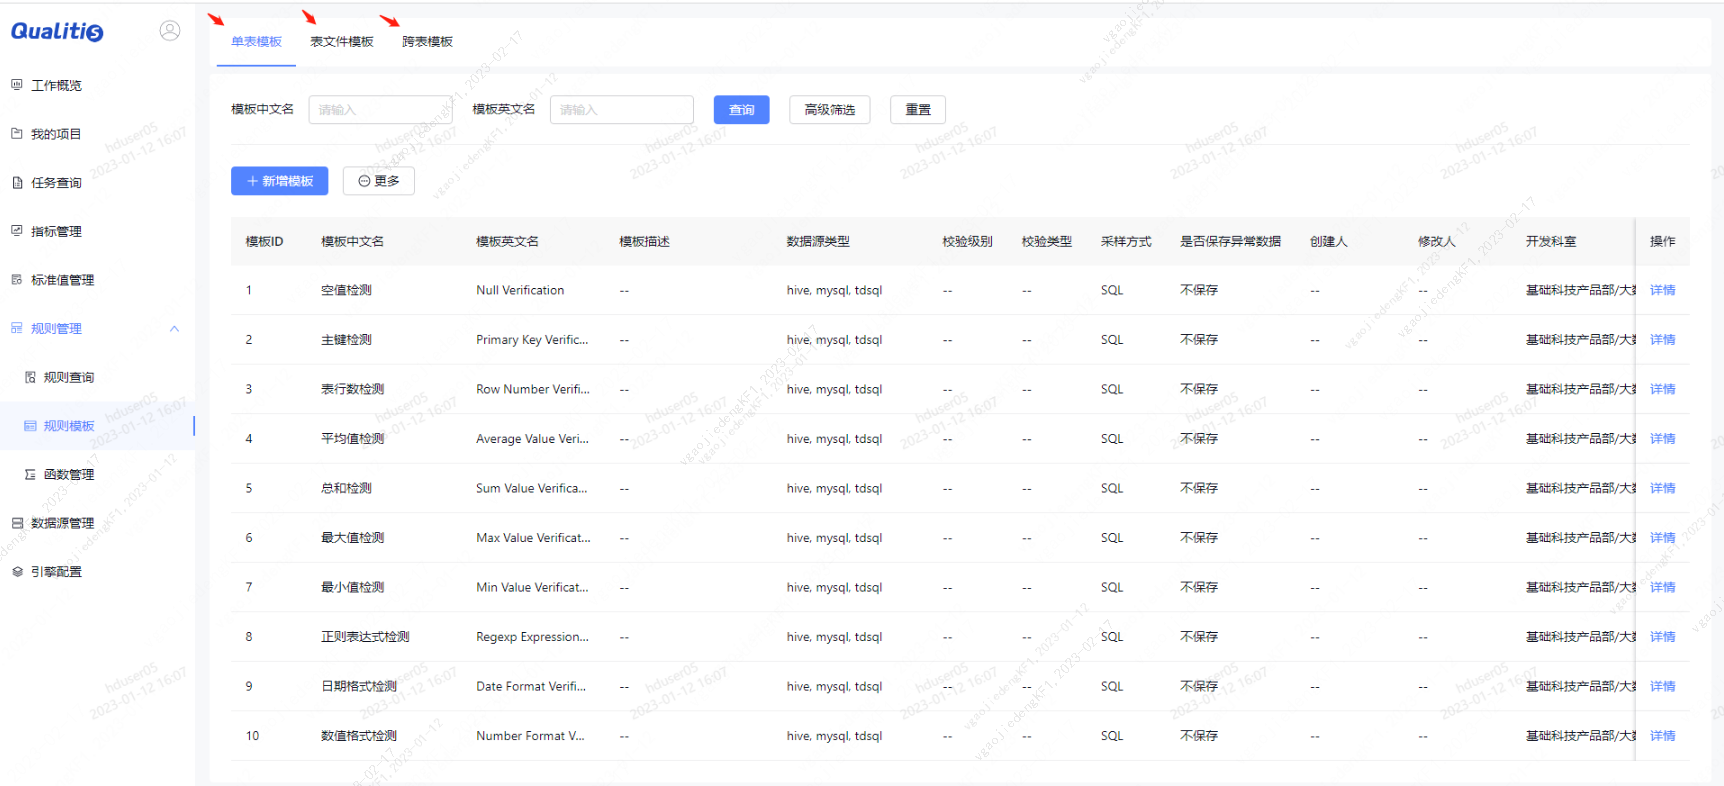 Qualitis
工作概览
我的项目
任务查询
指标管理
标准值管理
规则管理
规则查询
规则模板
函数管理
数据源管理
引擎配置
单表模板 表文件模板 跨表模板
模板中文名 请输入 模板英文名 请输入 查询 高级筛选 重置
新增模板 更多
模板ID 模板中文名 模板英文名 模板描述 数据源类型 校验级别 校验类型 采样方式 是否保存异常数据 创建人 修改人 开发科室 操作
1 空值检测 Null Verification -- hive, mysql, tdsql -- -- SQL 不保存 -- -- 基础科技产品部/大数 详情
2 主键检测 Primary Key Verific... -- hive, mysql, tdsql -- -- SQL 不保存 -- -- 基础科技产品部/大数 详情
3 表行数检测 Row Number Verifi... -- hive, mysql, tdsql -- -- SQL 不保存 -- -- 基础科技产品部/大数 详情
4 平均值检测 Average Value Veri... -- hive, mysql, tdsql -- -- SQL 不保存 -- -- 基础科技产品部/大数 详情
5 总和检测 Sum Value Verifica... -- hive, mysql, tdsql -- -- SQL 不保存 -- -- 基础科技产品部/大数 详情
6 最大值检测 Max Value Verificat... -- hive, mysql, tdsql -- -- SQL 不保存 -- -- 基础科技产品部/大数 详情
7 最小值检测 Min Value Verificat... -- hive, mysql, tdsql -- -- SQL 不保存 -- -- 基础科技产品部/大数 详情
8 正则表达式检测 Regexp Expression... -- hive, mysql, tdsql -- -- SQL 不保存 -- -- 基础科技产品部/大数 详情
9 日期格式检测 Date Format Verifi... -- hive, mysql, tdsql -- -- SQL 不保存 -- -- 基础科技产品部/大数 详情
10 数值格式检测 Number Format V... -- hive, mysql, tdsql -- -- SQL 不保存 -- -- 基础科技产品部/大数 详情
hduser05
2023-01-12 16:07
vgaojiedengKF1, 2023-02-17
vgaojiedengKF1, 2023-01-12